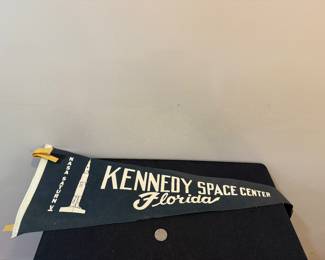 NASA SATURN V
KENNEDY SPACE CENTER
Florida